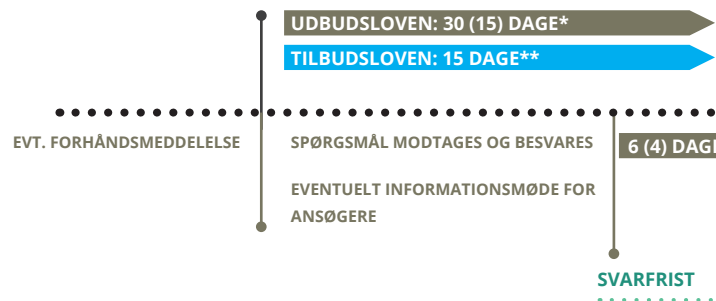 UDBUDSLOVEN: 30 (15) DAGE*
TILBUDSLOVEN: 15 DAGE**
EVT. FORHÅNDSMEDDELELSE
SPØRGSMÅL MODTAGES OG BESVARES
6 (4) DAGE
EVENTUELT INFORMATIONSMØDE FOR
ANSØGERE
SVARFRIST